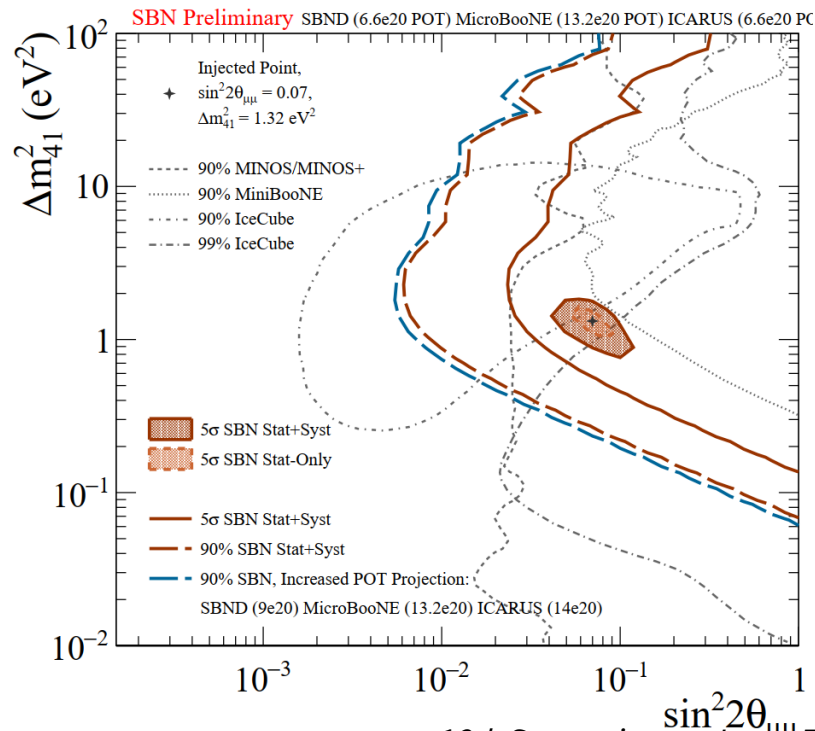 SBN Preliminary SBND (6.6e20 POT) MicroBooNE (13.2e20 POT) ICARUS (6.6e20 PO
Δm²₄₁ (eV²)
10²
10
1
10⁻¹
10⁻²
Injected Point,
sin²2θμμ = 0.07,
Δm²₄₁ = 1.32 eV²
90% MINOS/MINOS+
90% MiniBooNE
90% IceCube
99% IceCube
5σ SBN Stat+Syst
5σ SBN Stat-Only
5σ SBN Stat+Syst
90% SBN Stat+Syst
90% SBN, Increased POT Projection:
SBND (9e20) MicroBooNE (13.2e20) ICARUS (14e20)
10⁻³ 10⁻² 10⁻¹ 1
sin²2θμμ